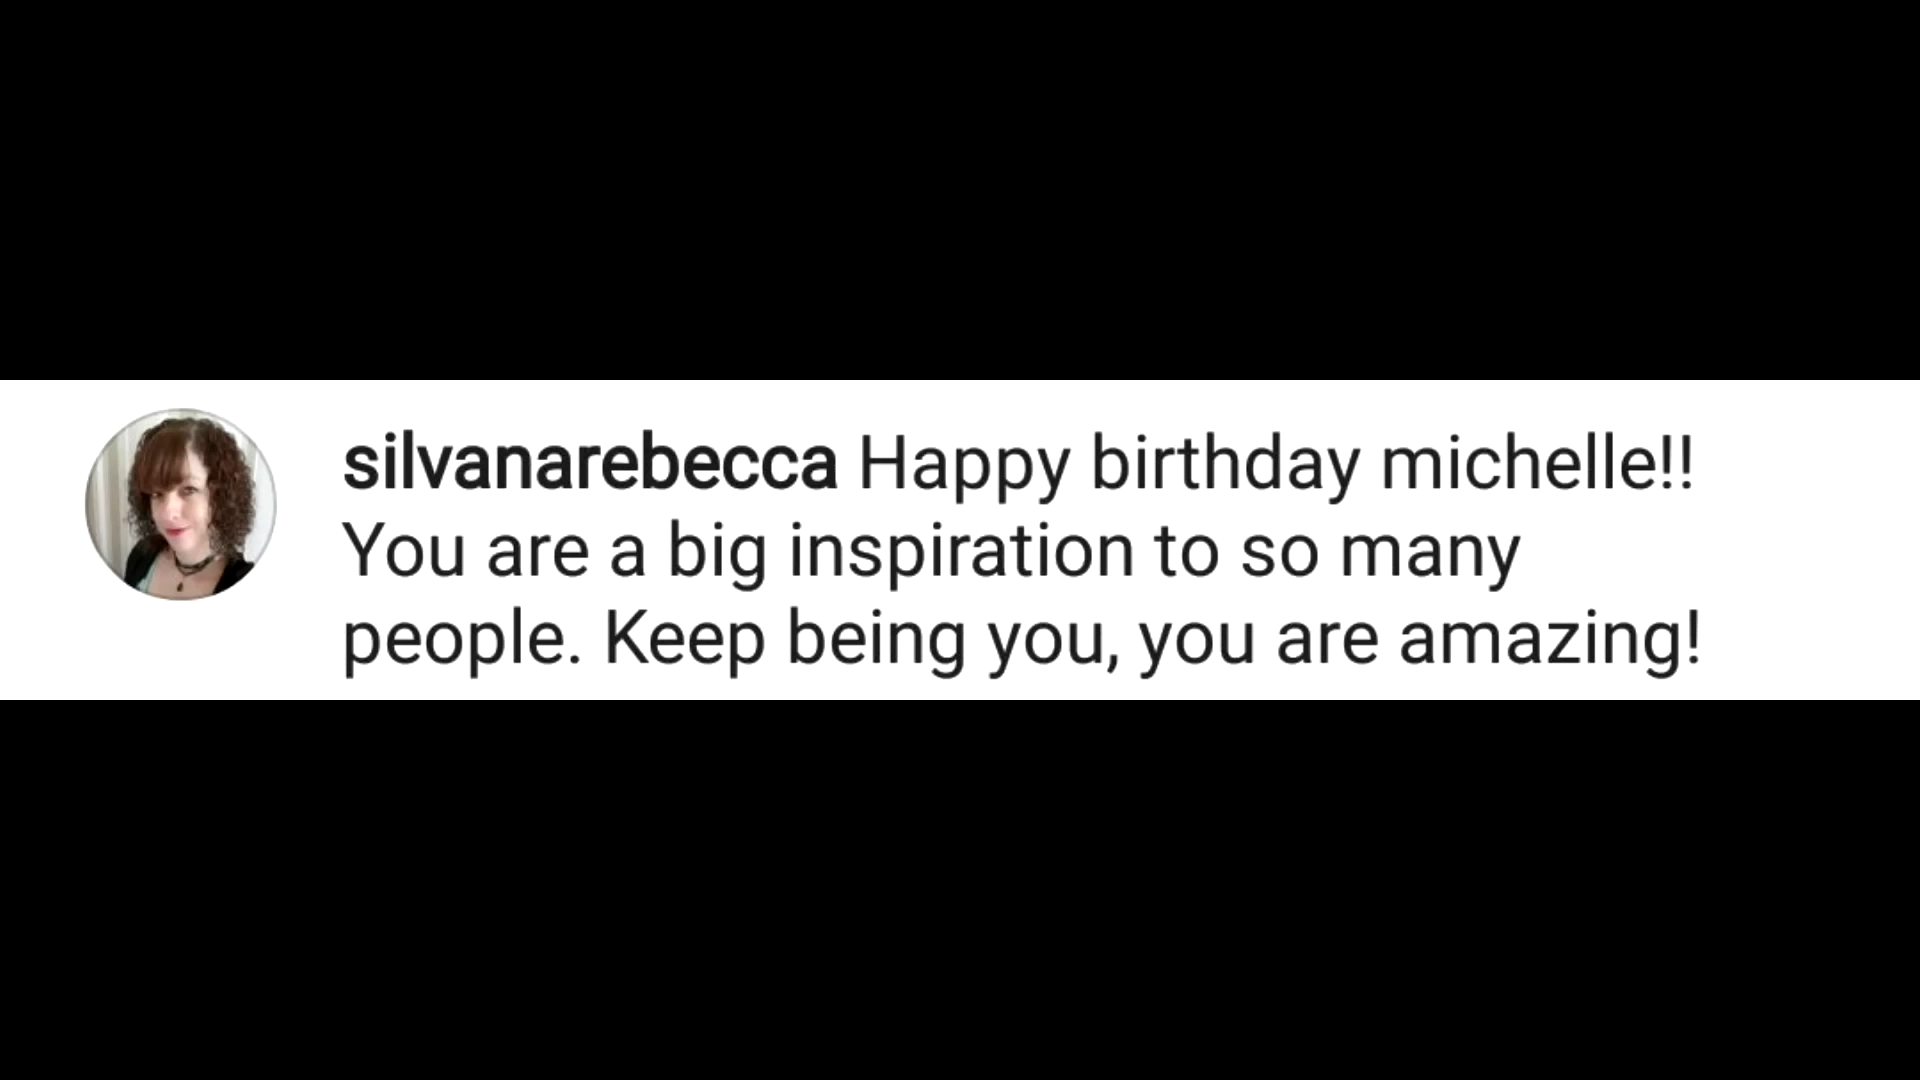 silvanarebecca Happy birthday michelle!!
You are a big inspiration to so many
people. Keep being you, you are amazing!